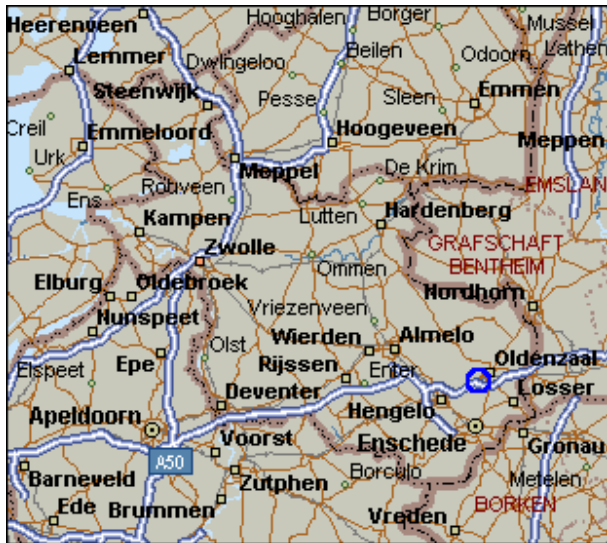 Heerenveen
Hooghalen
Borger
Mussel
Lemmer
Dwingeloo
Beilen
Odoorn
Lathen
Steenwijk
Pesse
Sleen
Emmen
Creil
Emmeloord
Hoogeveen
Meppen
Urk
Meppel
De Krim
EMSLAN
Ens
Rouveen
Lutten
Hardenberg
Kampen
GRAFSCHAFT
BENTHEIM
Zwolle
Ommen
Elburg
Oldebroek
Nordhorn
Nunspeet
Vriezenveen
Wierden
Almelo
Epe
Olst
Oldenzaal
Elspeet
Rijssen
Enter
Deventer
Hengelo
Losser
Apeldoorn
Enschede
Voorst
Gronau
A50
Barneveld
Zutphen
Borculo
Metelen
Ede
Brummen
Vreden
BORKEN